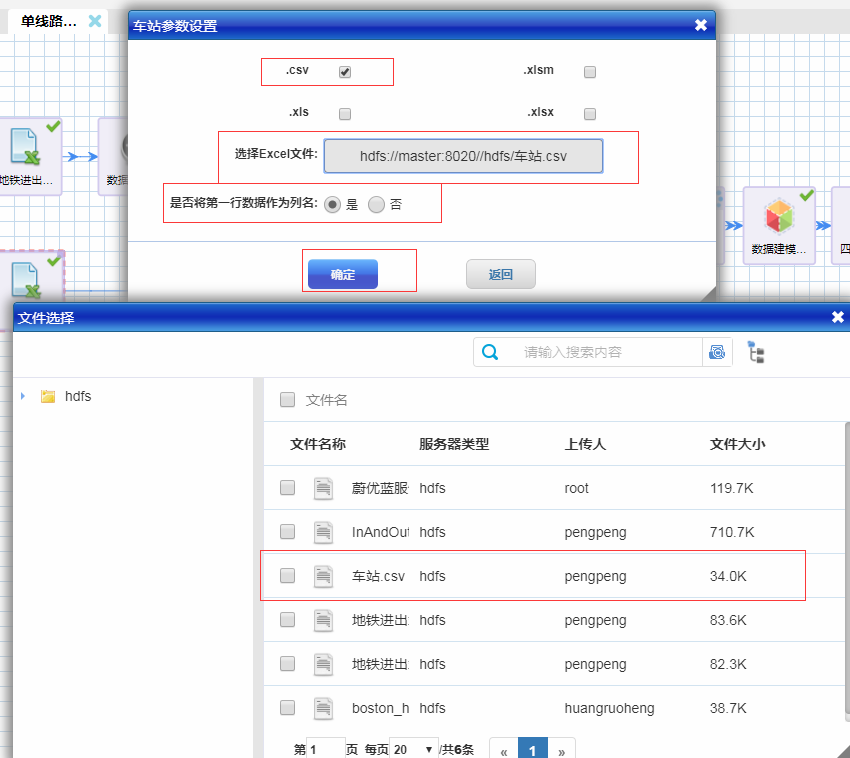 单线路...
车站参数设置
.csv
.xlsm
.xls
.xlsx
选择Excel文件:
hdfs://master:8020//hdfs/车站.csv
是否将第一行数据作为列名:
是
否
确定
返回
地铁进出...
数据
数据建模...
四
文件选择
请输入搜索内容
hdfs
文件名
文件名称 服务器类型 上传人 文件大小
蔚优蓝服 hdfs root 119.7K
InAndOut hdfs pengpeng 710.7K
车站.csv hdfs pengpeng 34.0K
地铁进出 hdfs pengpeng 83.6K
地铁进出 hdfs pengpeng 82.3K
boston_h hdfs huangruoheng 38.7K
第 1 页 每页 20 /共6条 « 1 »